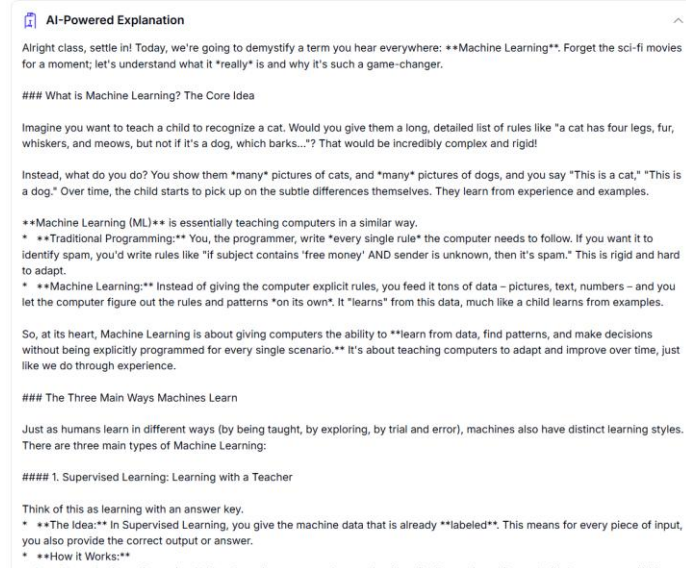 AI-Powered Explanation
Alright class, settle in! Today, we're going to demystify a term you hear everywhere: **Machine Learning**. Forget the sci-fi movies
for a moment; let's understand what it *really* is and why it's such a game-changer.
### What is Machine Learning? The Core Idea
Imagine you want to teach a child to recognize a cat. Would you give them a long, detailed list of rules like "a cat has four legs, fur,
whiskers, and meows, but not if it's a dog, which barks..."? That would be incredibly complex and rigid!
Instead, what do you do? You show them *many* pictures of cats, and *many* pictures of dogs, and you say "This is a cat," "This is
a dog." Over time, the child starts to pick up on the subtle differences themselves. They learn from experience and examples.
**Machine Learning (ML)** is essentially teaching computers in a similar way.
* **Traditional Programming:** You, the programmer, write *every single rule* the computer needs to follow. If you want it to
identify spam, you'd write rules like "if subject contains 'free money' AND sender is unknown, then it's spam." This is rigid and hard
to adapt.
* **Machine Learning:** Instead of giving the computer explicit rules, you feed it tons of data – pictures, text, numbers – and you
let the computer figure out the rules and patterns *on its own*. It "learns" from this data, much like a child learns from examples.
So, at its heart, Machine Learning is about giving computers the ability to **learn from data, find patterns, and make decisions
without being explicitly programmed for every single scenario.** It's about teaching computers to adapt and improve over time, just
like we do through experience.
### The Three Main Ways Machines Learn
Just as humans learn in different ways (by being taught, by exploring, by trial and error), machines also have distinct learning styles.
There are three main types of Machine Learning:
#### 1. Supervised Learning: Learning with a Teacher
Think of this as learning with an answer key.
* **The Idea:** In Supervised Learning, you give the machine data that is already **labeled**. This means for every piece of input,
you also provide the correct output or answer.
* **How it Works:**